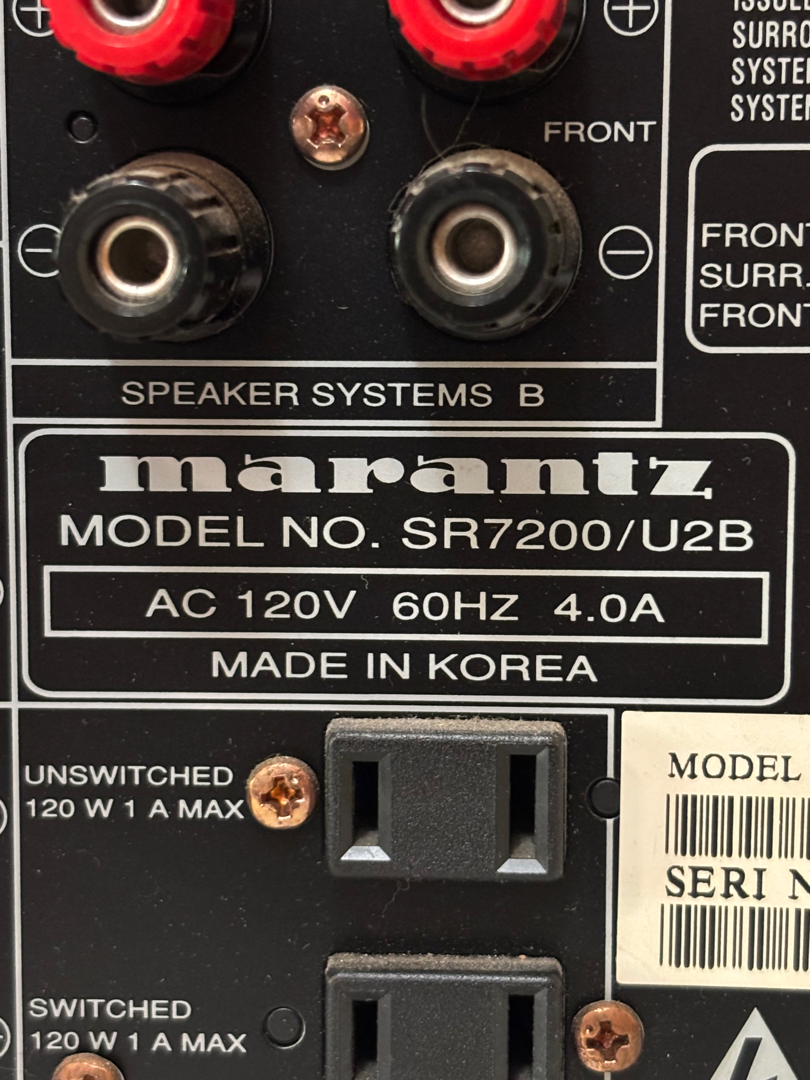 SURRO
SYSTEM
SYSTEM
FRONT
FRONT
SURR.
FRONT
SPEAKER SYSTEMS B
marantz
MODEL NO. SR7200/U2B
AC 120V 60HZ 4.0A
MADE IN KOREA
UNSWITCHED
120 W 1 A MAX
MODEL
SERI N
SWITCHED
120 W 1 A MAX